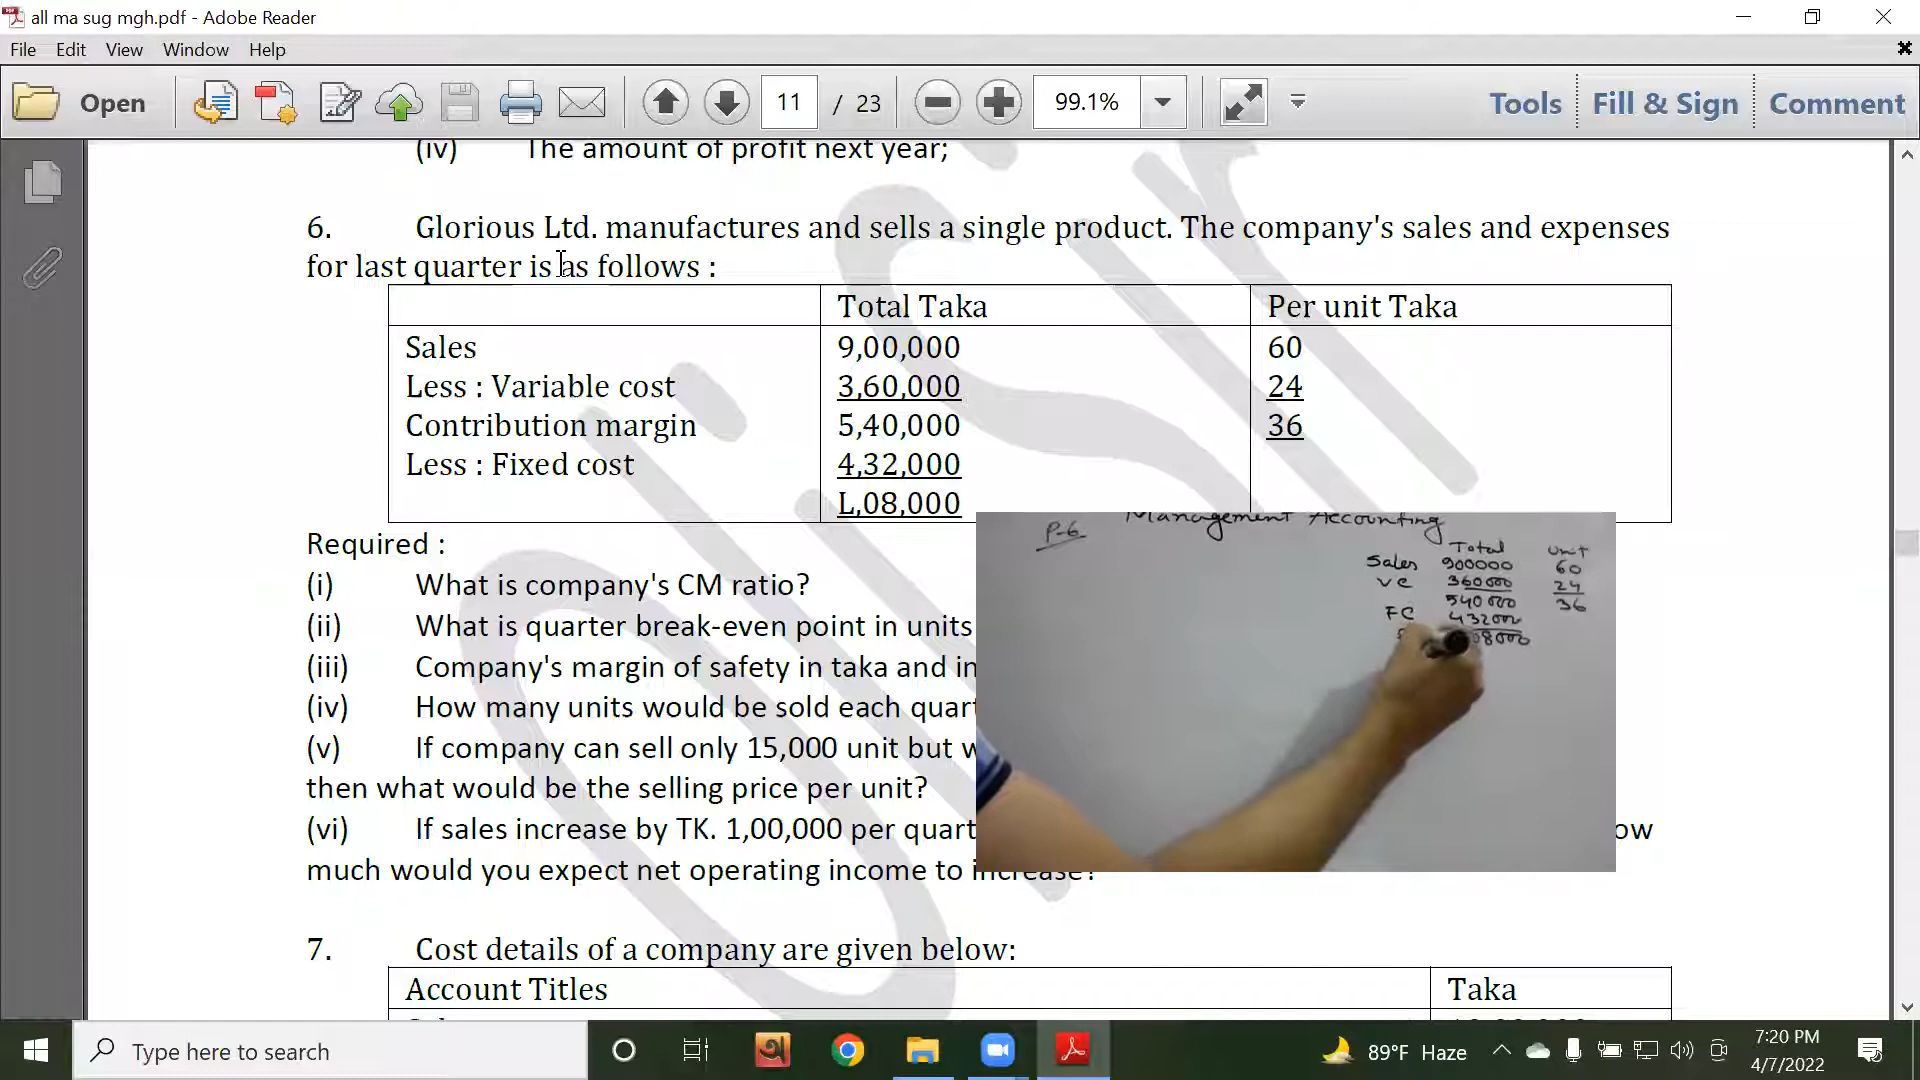 all ma sug mgh.pdf - Adobe Reader
File Edit View Window Help
Open 11 / 23 99.1% Tools Fill & Sign Comment
(iv) The amount of profit next year;
6. Glorious Ltd. manufactures and sells a single product. The company's sales and expenses
for last quarter is as follows :
Total Taka Per unit Taka
Sales 9,00,000 60
Less : Variable cost 3,60,000 24
Contribution margin 5,40,000 36
Less : Fixed cost 4,32,000
L,08,000
Required :
(i) What is company's CM ratio?
(ii) What is quarter break-even point in units
(iii) Company's margin of safety in taka and in
(iv) How many units would be sold each quart
(v) If company can sell only 15,000 unit but w
then what would be the selling price per unit?
(vi) If sales increase by TK. 1,00,000 per quart ow
much would you expect net operating income to increase?
P-6 Management Accounting
Total Unit
Sales 900000 60
VC 360000 24
540000 36
FC 432000
08000
7. Cost details of a company are given below:
Account Titles Taka
Type here to search
89°F Haze
7:20 PM
4/7/2022